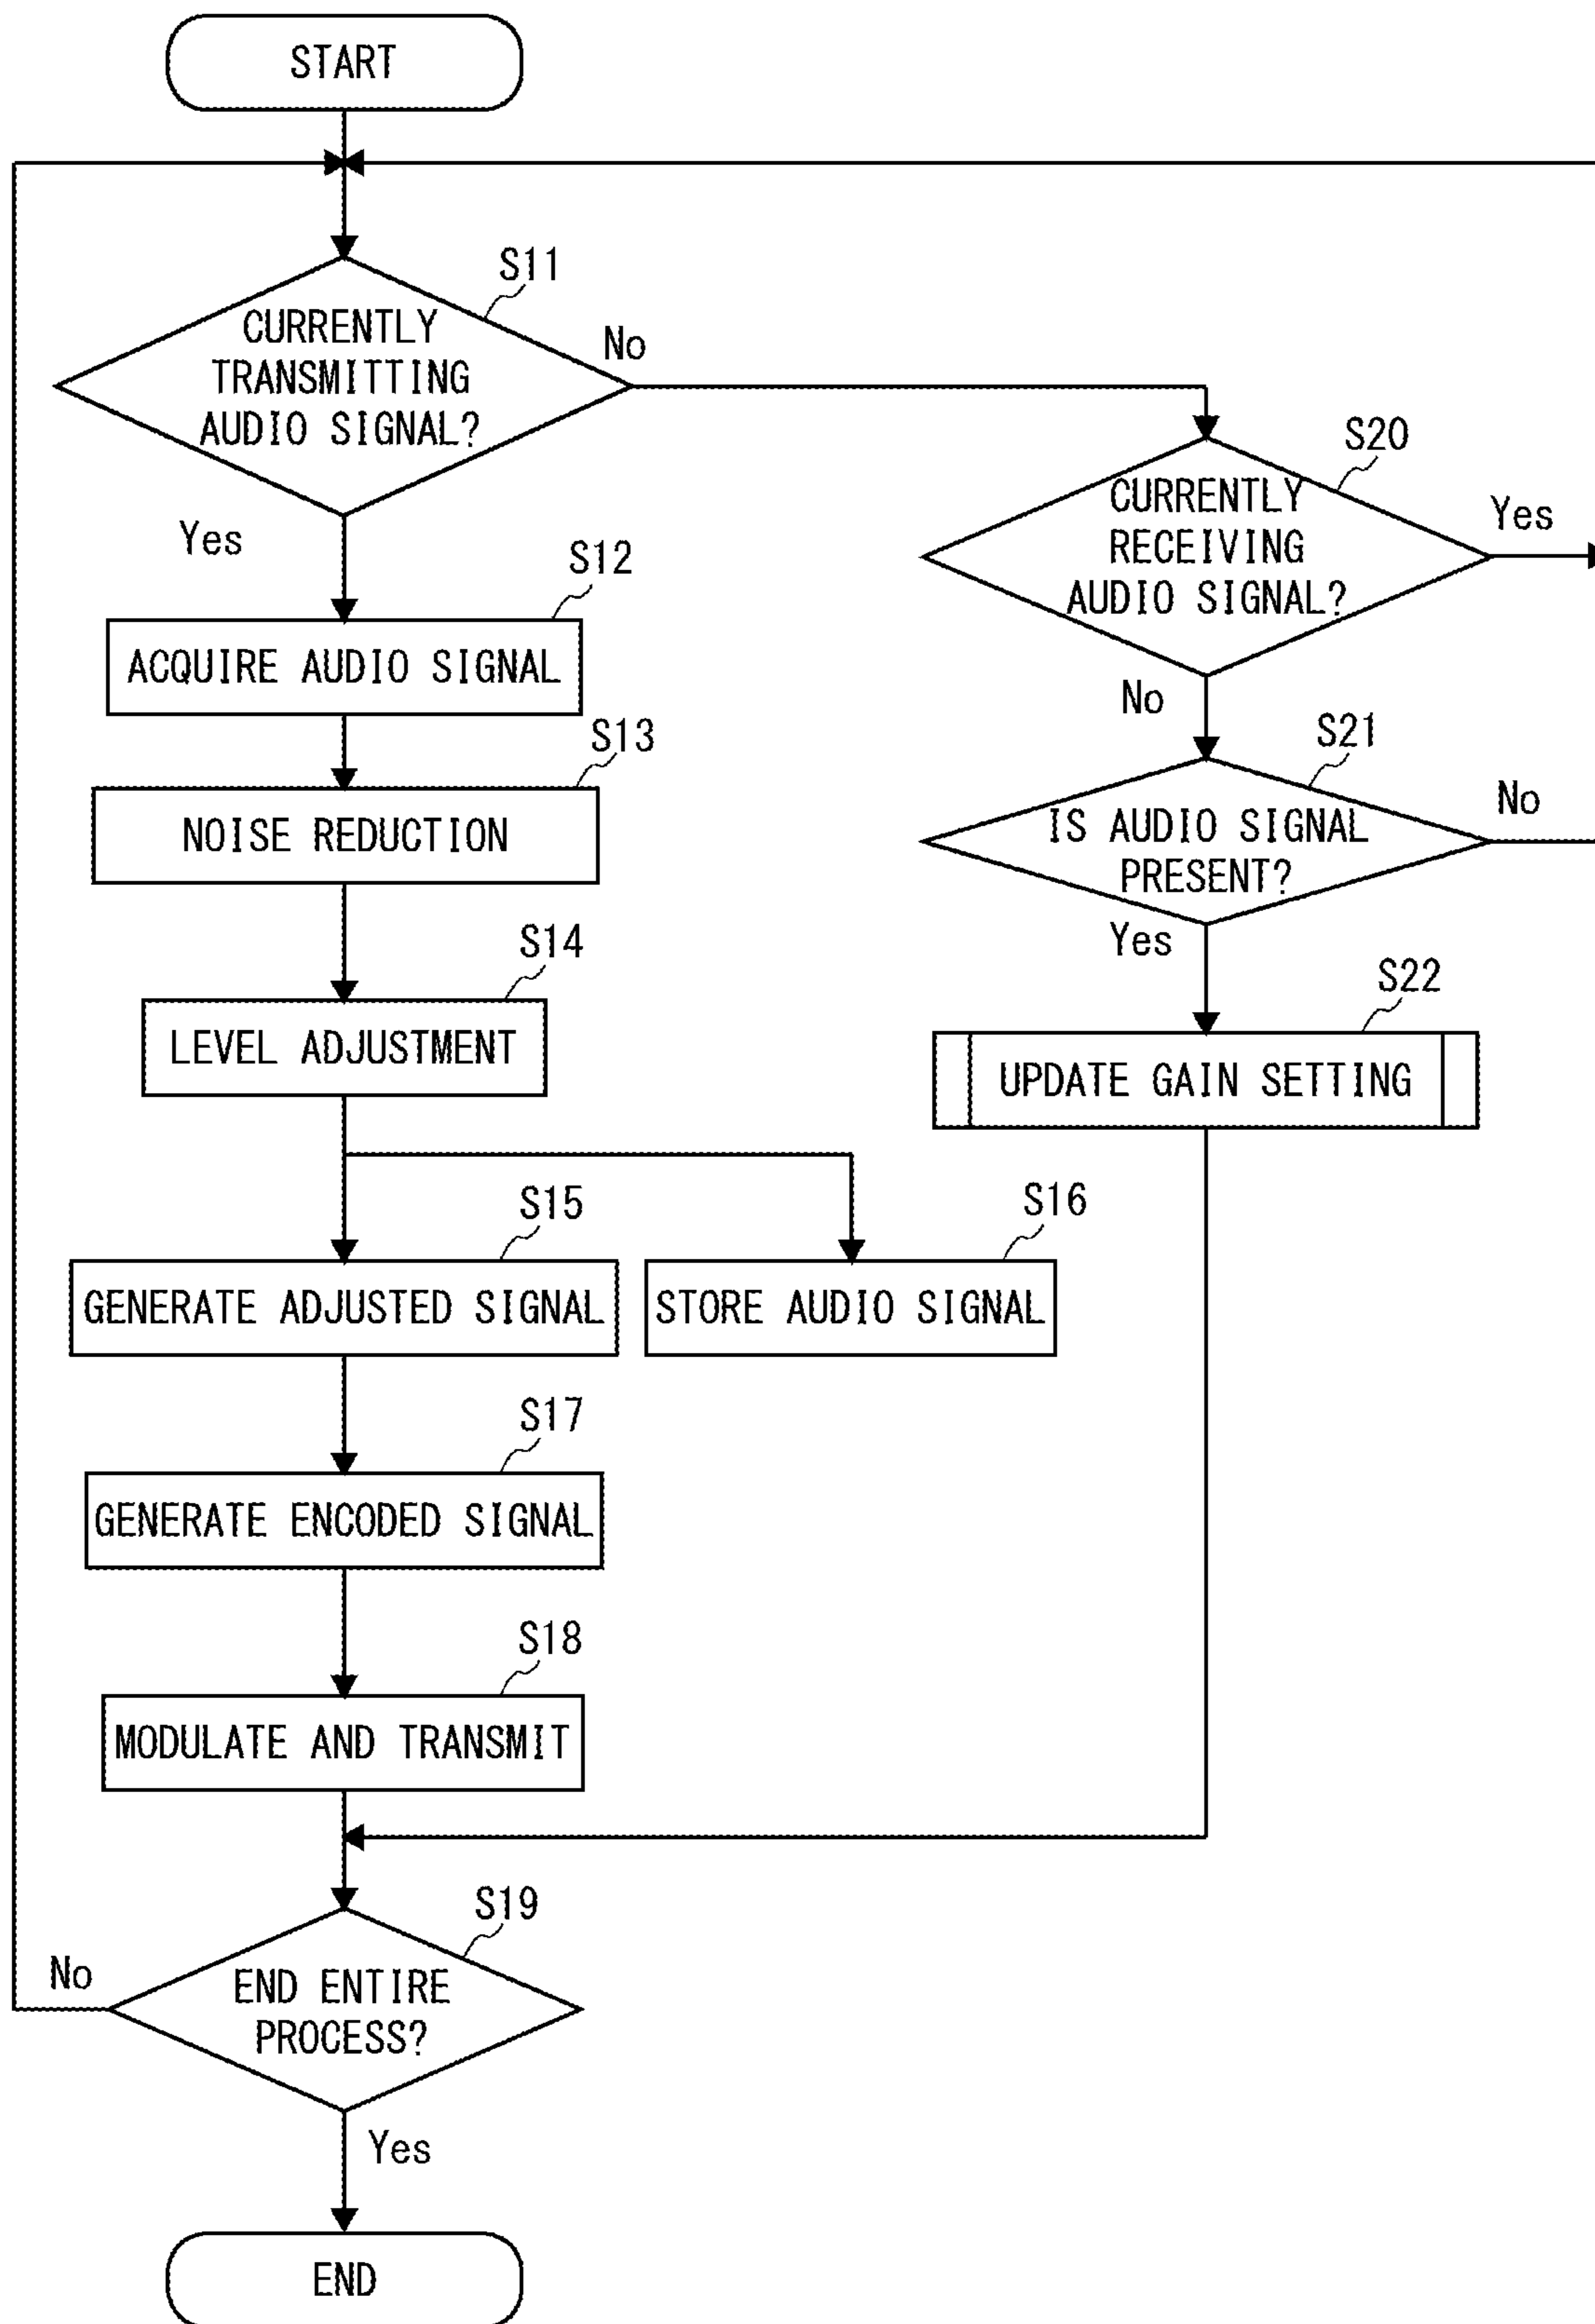 START
S11
CURRENTLY
TRANSMITTING
AUDIO SIGNAL?
No
Yes
S20
CURRENTLY
RECEIVING
AUDIO SIGNAL?
Yes
No
S12
ACQUIRE AUDIO SIGNAL
S13
NOISE REDUCTION
S21
IS AUDIO SIGNAL
PRESENT?
No
Yes
S14
LEVEL ADJUSTMENT
S22
UPDATE GAIN SETTING
S15
GENERATE ADJUSTED SIGNAL
S16
STORE AUDIO SIGNAL
S17
GENERATE ENCODED SIGNAL
S18
MODULATE AND TRANSMIT
S19
END ENTIRE
PROCESS?
No
Yes
END